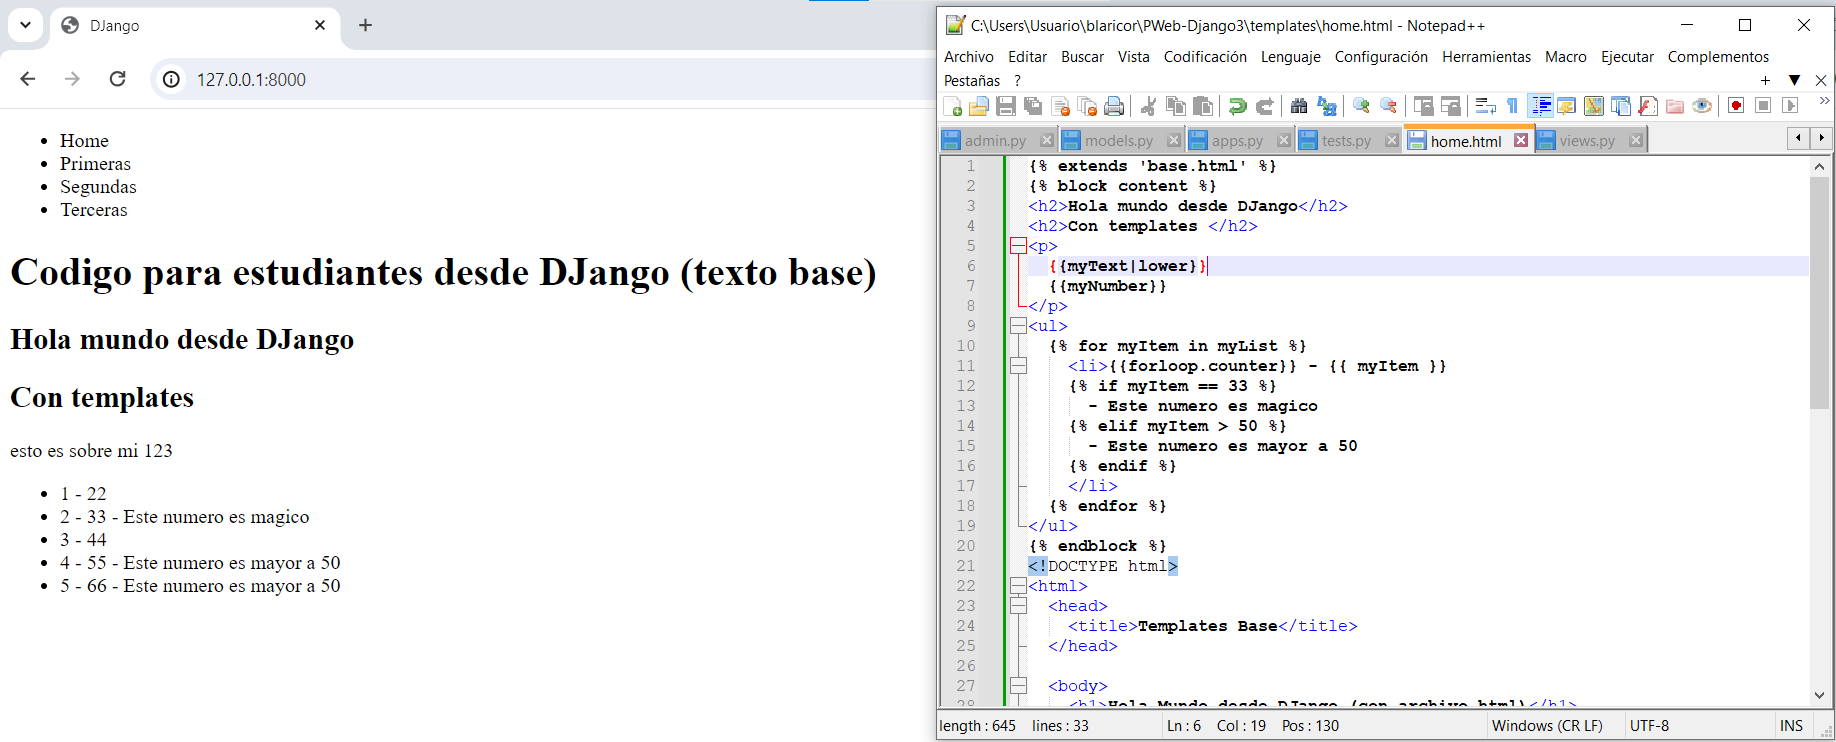 DJango
127.0.0.1:8000
Home
Primeras
Segundas
Terceras
Codigo para estudiantes desde DJango (texto base)
Hola mundo desde DJango
Con templates
esto es sobre mi 123
1 - 22
2 - 33 - Este numero es magico
3 - 44
4 - 55 - Este numero es mayor a 50
5 - 66 - Este numero es mayor a 50
C:\Users\Usuario\blaricor\PWeb-Django3\templates\home.html - Notepad++
Archivo Editar Buscar Vista Codificación Lenguaje Configuración Herramientas Macro Ejecutar Complementos
Pestañas ?
admin.py models.py apps.py tests.py home.html views.py
1 {% extends 'base.html' %}
2 {% block content %}
3 <h2>Hola mundo desde DJango</h2>
4 <h2>Con templates </h2>
5 <p>
6 {{myText|lower}}
7 {{myNumber}}
8 </p>
9 <ul>
10 {% for myItem in myList %}
11 <li>{{forloop.counter}} - {{ myItem }}
12 {% if myItem == 33 %}
13 - Este numero es magico
14 {% elif myItem > 50 %}
15 - Este numero es mayor a 50
16 {% endif %}
17 </li>
18 {% endfor %}
19 </ul>
20 {% endblock %}
21 <!DOCTYPE html>
22 <html>
23 <head>
24 <title>Templates Base</title>
25 </head>
26
27 <body>
28 <h1>Hola Mundo desde DJango (con archivo html)</h1>
length : 645 lines : 33 Ln : 6 Col : 19 Pos : 130 Windows (CR LF) UTF-8 INS